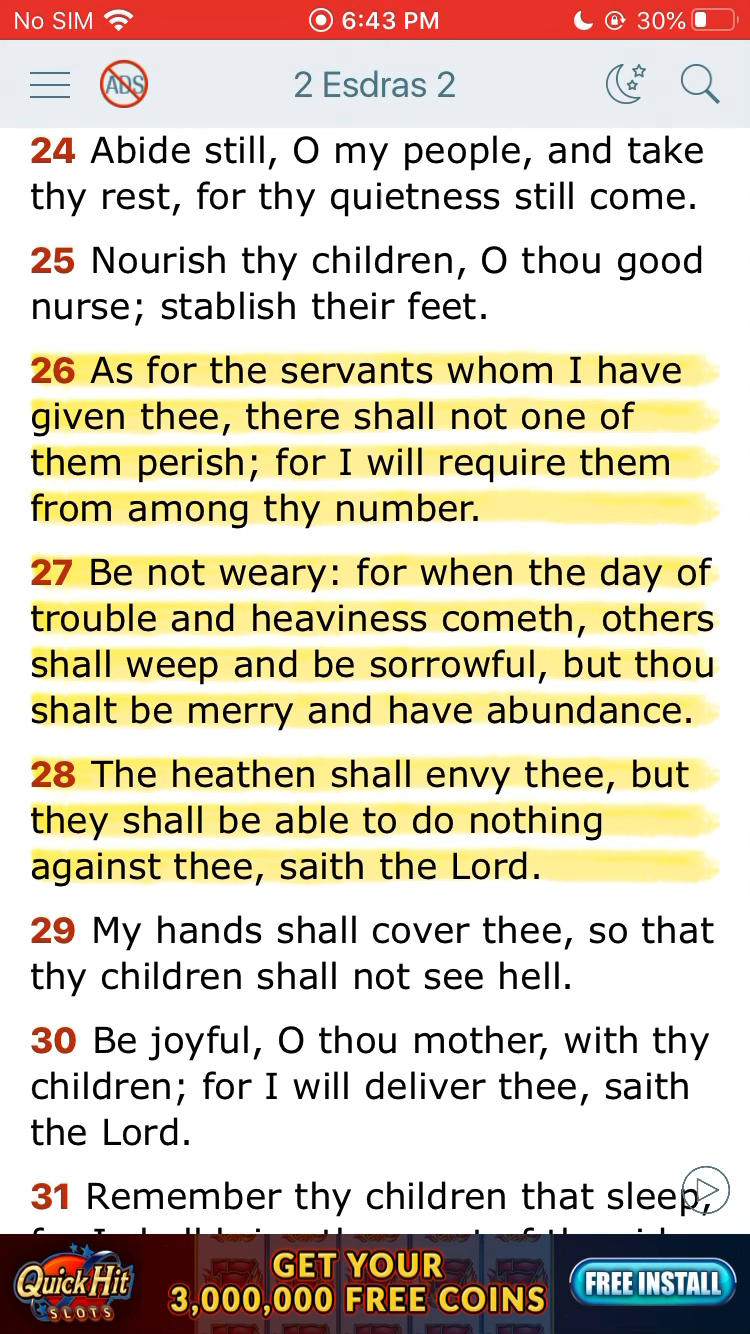 No SIM 6:43 PM 30%
ADS 2 Esdras 2
24 Abide still, O my people, and take
thy rest, for thy quietness still come.
25 Nourish thy children, O thou good
nurse; stablish their feet.
26 As for the servants whom I have
given thee, there shall not one of
them perish; for I will require them
from among thy number.
27 Be not weary: for when the day of
trouble and heaviness cometh, others
shall weep and be sorrowful, but thou
shalt be merry and have abundance.
28 The heathen shall envy thee, but
they shall be able to do nothing
against thee, saith the Lord.
29 My hands shall cover thee, so that
thy children shall not see hell.
30 Be joyful, O thou mother, with thy
children; for I will deliver thee, saith
the Lord.
31 Remember thy children that sleep,
Quick Hit
SLOTS
GET YOUR
3,000,000 FREE COINS
FREE INSTALL